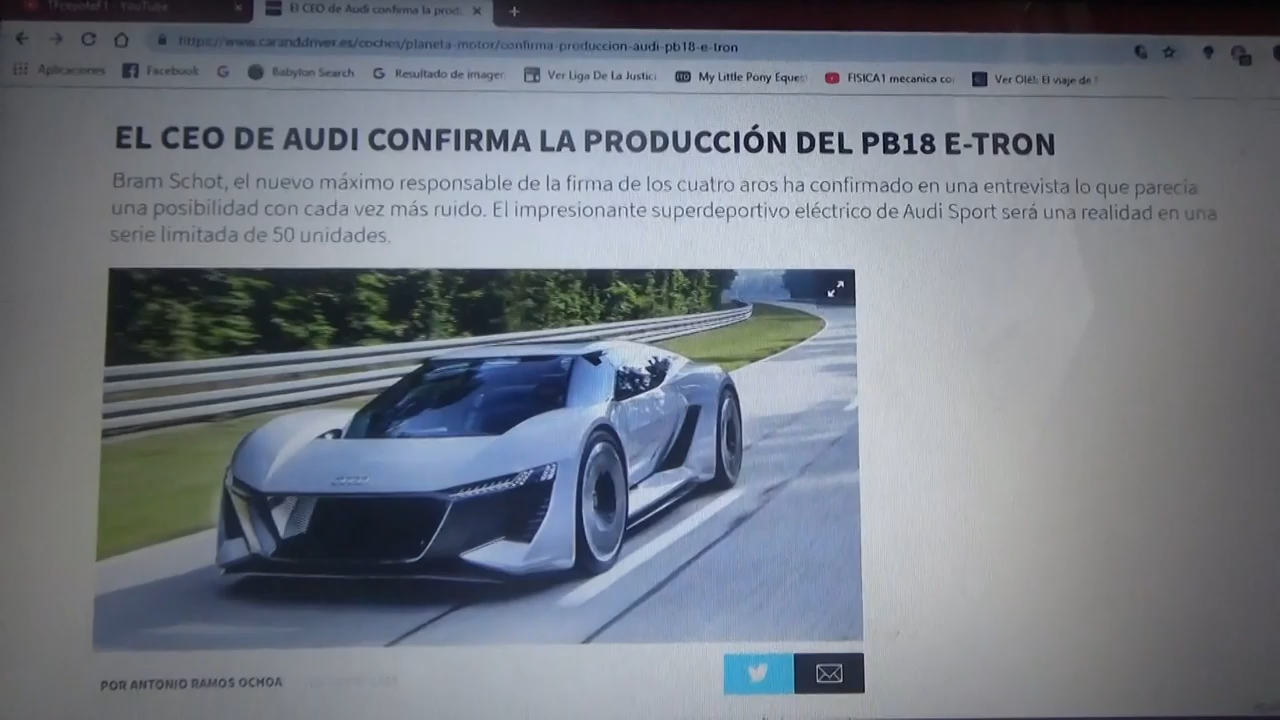 YouTube
El CEO de Audi confirma la prod
https://www.caranddriver.es/coches/planeta-motor/confirma-produccion-audi-pb18-e-tron
Aplicaciones Facebook Babylon Search Resultado de imagen Ver Liga De La Justici My Little Pony Eques FISICA1 mecanica co Ver Olé!: El viaje de
EL CEO DE AUDI CONFIRMA LA PRODUCCIÓN DEL PB18 E-TRON
Bram Schot, el nuevo máximo responsable de la firma de los cuatro aros ha confirmado en una entrevista lo que parecía
una posibilidad con cada vez más ruido. El impresionante superdeportivo eléctrico de Audi Sport será una realidad en una
serie limitada de 50 unidades.
POR ANTONIO RAMOS OCHOA